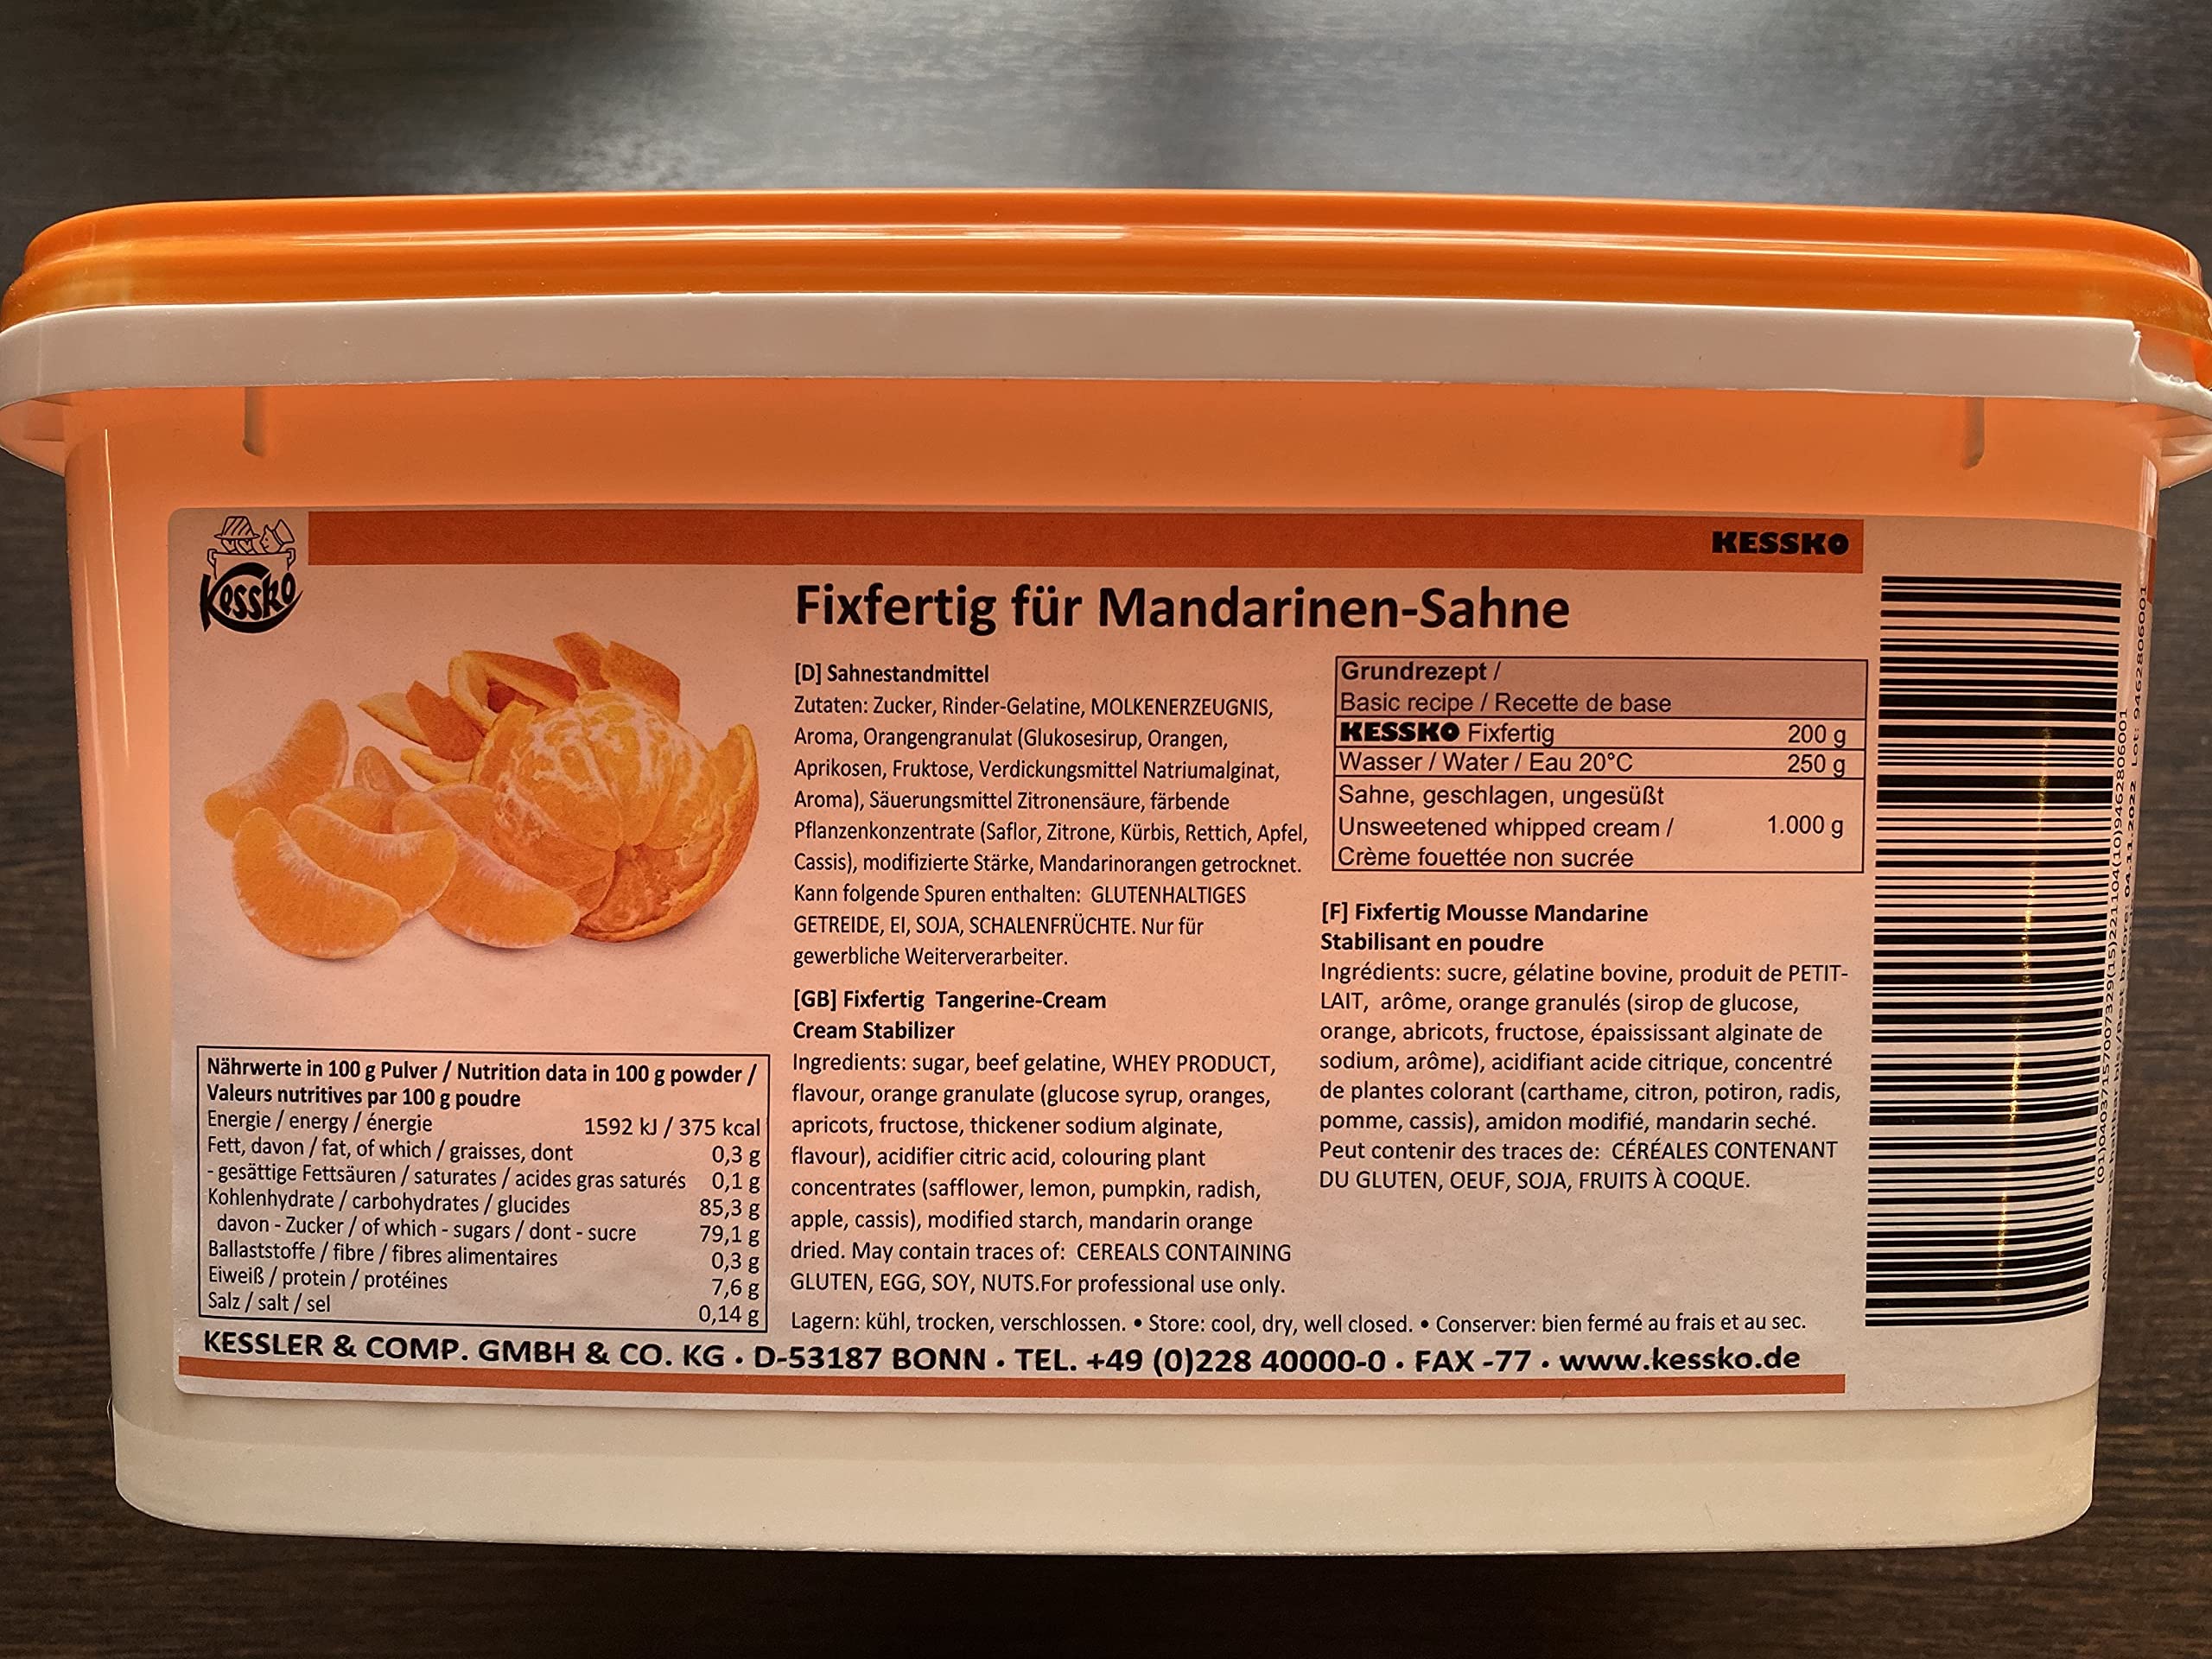 Kessko
KESSKO
Fixfertig für Mandarinen-Sahne
[D] Sahnestandmittel
Zutaten: Zucker, Rinder-Gelatine, MOLKENERZEUGNIS,
Aroma, Orangengranulat (Glukosesirup, Orangen,
Aprikosen, Fruktose, Verdickungsmittel Natriumalginat,
Aroma), Säuerungsmittel Zitronensäure, färbende
Pflanzenkonzentrate (Saflor, Zitrone, Kürbis, Rettich, Apfel,
Cassis), modifizierte Stärke, Mandarinorangen getrocknet.
Kann folgende Spuren enthalten: GLUTENHALTIGES
GETREIDE, EI, SOJA, SCHALENFRÜCHTE. Nur für
gewerbliche Weiterverarbeiter.
[GB] Fixfertig Tangerine-Cream
Cream Stabilizer
Ingredients: sugar, beef gelatine, WHEY PRODUCT,
flavour, orange granulate (glucose syrup, oranges,
apricots, fructose, thickener sodium alginate,
flavour), acidifier citric acid, colouring plant
concentrates (safflower, lemon, pumpkin, radish,
apple, cassis), modified starch, mandarin orange
dried. May contain traces of: CEREALS CONTAINING
GLUTEN, EGG, SOY, NUTS.For professional use only.
Grundrezept /
Basic recipe / Recette de base
KESSKO Fixfertig 200 g
Wasser / Water / Eau 20°C 250 g
Sahne, geschlagen, ungesüßt
Unsweetened whipped cream / 1.000 g
Crème fouettée non sucrée
[F] Fixfertig Mousse Mandarine
Stabilisant en poudre
Ingrédients: sucre, gélatine bovine, produit de PETIT-
LAIT, arôme, orange granulés (sirop de glucose,
orange, abricots, fructose, épaississant alginate de
sodium, arôme), acidifiant acide citrique, concentré
de plantes colorant (carthame, citron, potiron, radis,
pomme, cassis), amidon modifié, mandarin seché.
Peut contenir des traces de: CÉRÉALES CONTENANT
DU GLUTEN, OEUF, SOJA, FRUITS À COQUE.
Nährwerte in 100 g Pulver / Nutrition data in 100 g powder /
Valeurs nutritives par 100 g poudre
Energie / energy / énergie 1592 kJ / 375 kcal
Fett, davon / fat, of which / graisses, dont 0,3 g
- gesättige Fettsäuren / saturates / acides gras saturés 0,1 g
Kohlenhydrate / carbohydrates / glucides 85,3 g
davon - Zucker / of which - sugars / dont - sucre 79,1 g
Ballaststoffe / fibre / fibres alimentaires 0,3 g
Eiweiß / protein / protéines 7,6 g
Salz / salt / sel 0,14 g
Lagern: kühl, trocken, verschlossen. • Store: cool, dry, well closed. • Conserver: bien fermé au frais et au sec.
KESSLER & COMP. GMBH & CO. KG • D-53187 BONN • TEL. +49 (0)228 40000-0 • FAX -77 • www.kessko.de
(01)04037157007329(15)221104(10)9462806001
haltbar bis:/Best before: 04.11.2022 Lot: 9462806001